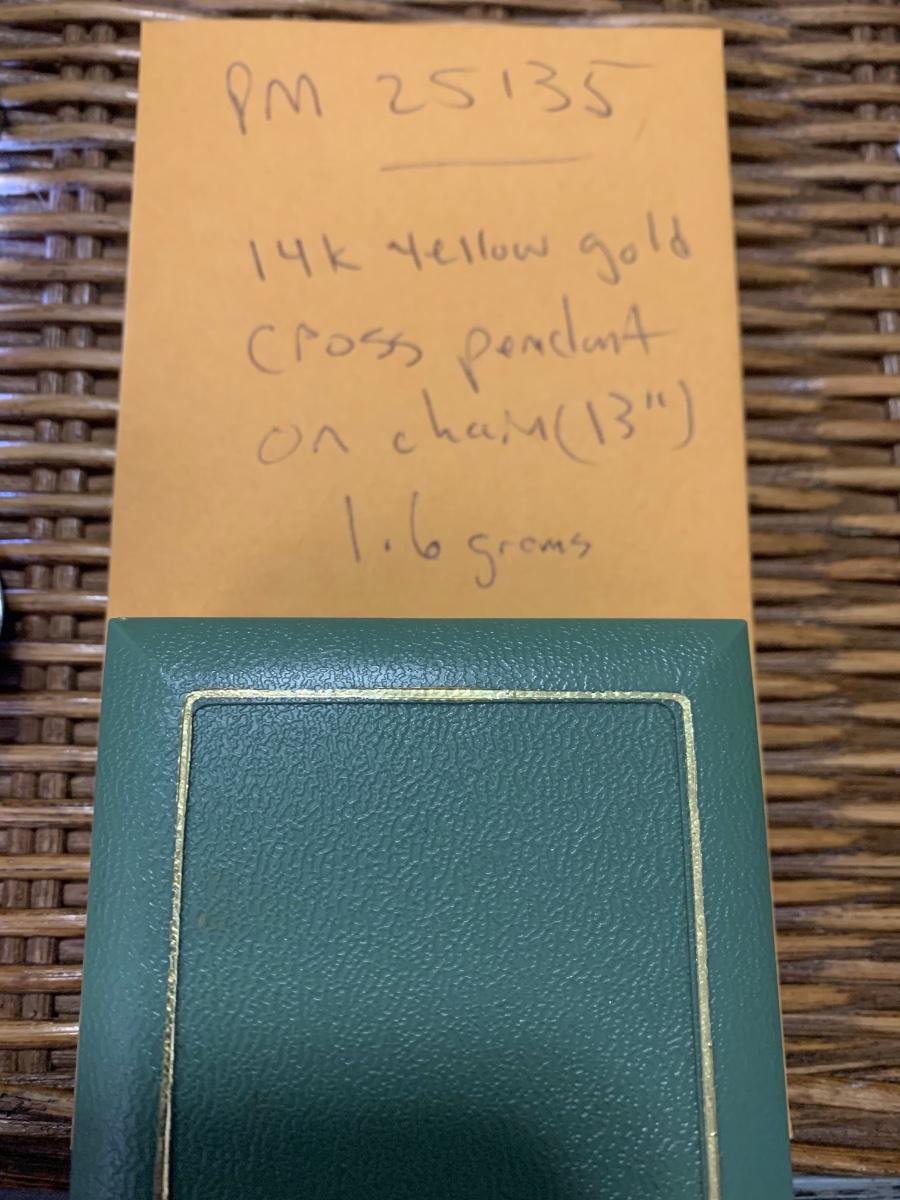 PM 25135
14k yellow gold
cross pendant
on chain (13")
1.6 grams